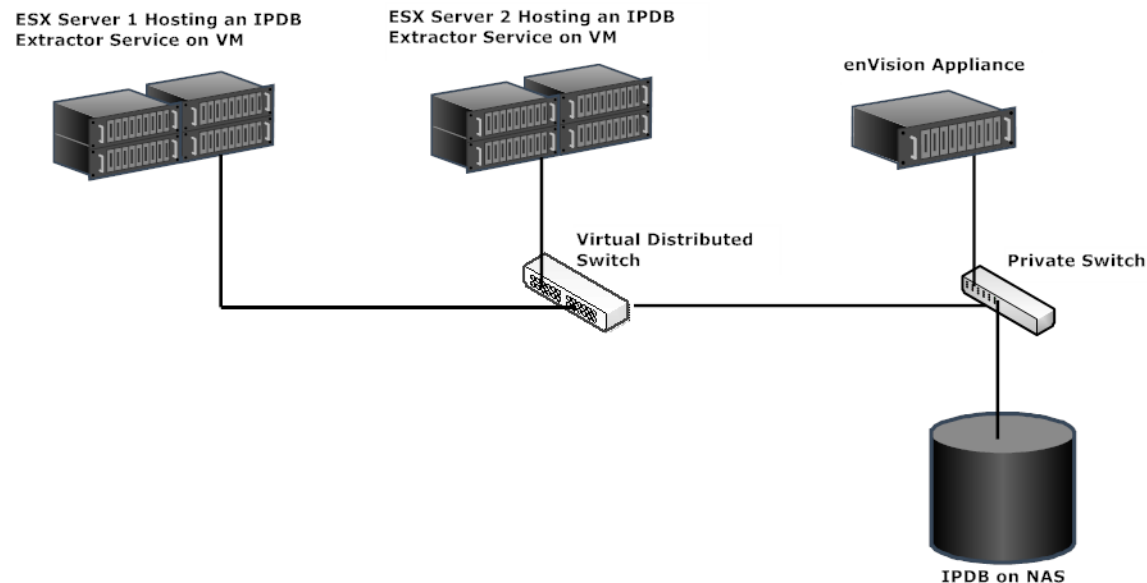 ESX Server 1 Hosting an IPDB
Extractor Service on VM
ESX Server 2 Hosting an IPDB
Extractor Service on VM
enVision Appliance
Virtual Distributed
Switch
Private Switch
IPDB on NAS